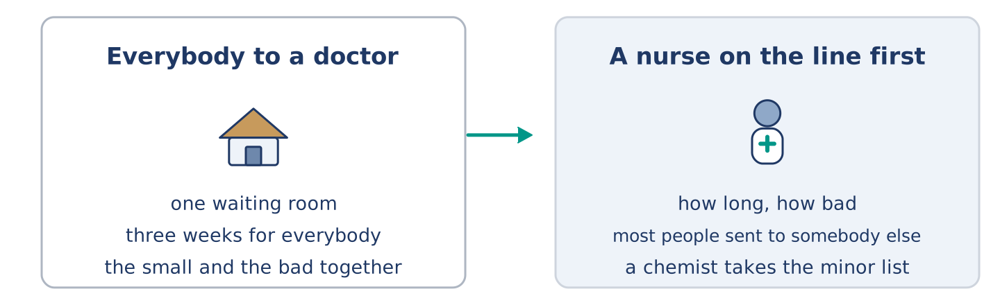 Everybody to a doctor
one waiting room
three weeks for everybody
the small and the bad together
A nurse on the line first
how long, how bad
most people sent to somebody else
a chemist takes the minor list